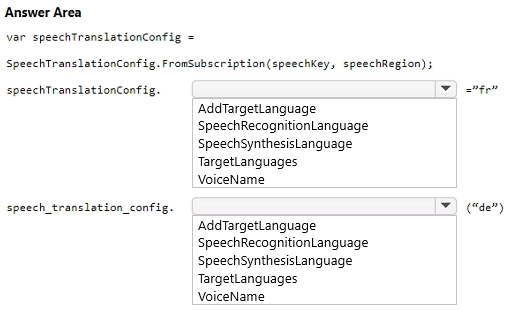 Answer Area
var speechTranslationConfig =
SpeechTranslationConfig.FromSubscription(speechKey, speechRegion);
speechTranslationConfig. =”fr”
AddTargetLanguage
SpeechRecognitionLanguage
SpeechSynthesisLanguage
TargetLanguages
VoiceName
speech_translation_config. (“de”)
AddTargetLanguage
SpeechRecognitionLanguage
SpeechSynthesisLanguage
TargetLanguages
VoiceName